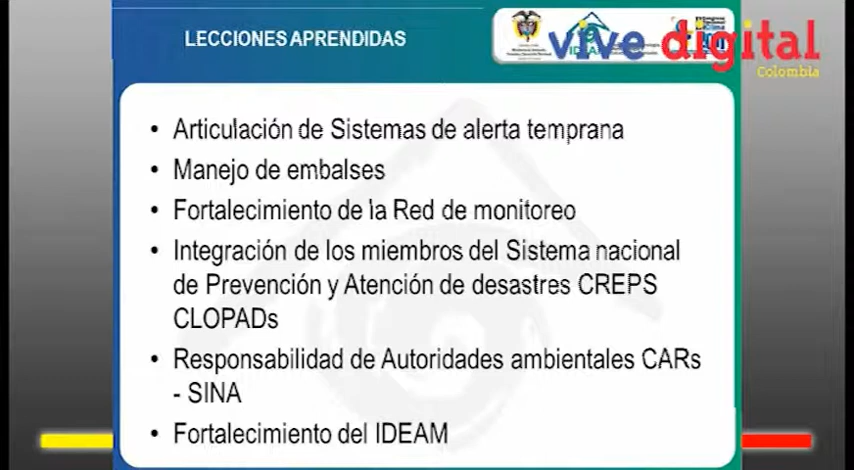 LECCIONES APRENDIDAS
vive digital
Colombia
• Articulación de Sistemas de alerta temprana
• Manejo de embalses
• Fortalecimiento de la Red de monitoreo
• Integración de los miembros del Sistema nacional
de Prevención y Atención de desastres CREPS
CLOPADs
• Responsabilidad de Autoridades ambientales CARs
- SINA
• Fortalecimiento del IDEAM